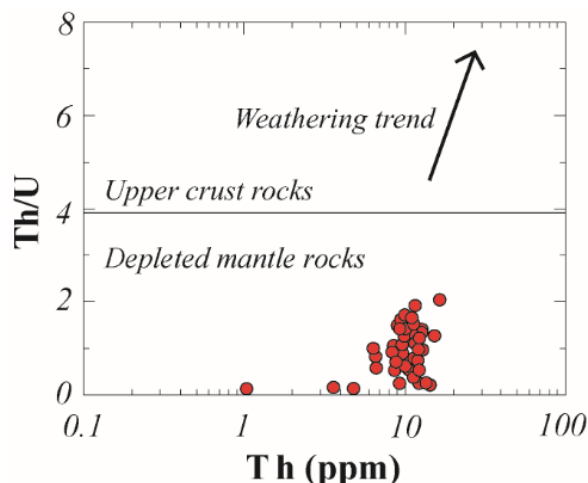 8
6
4
2
0
Th/U
Weathering trend
Upper crust rocks
Depleted mantle rocks
0.1
1
10
100
T h (ppm)